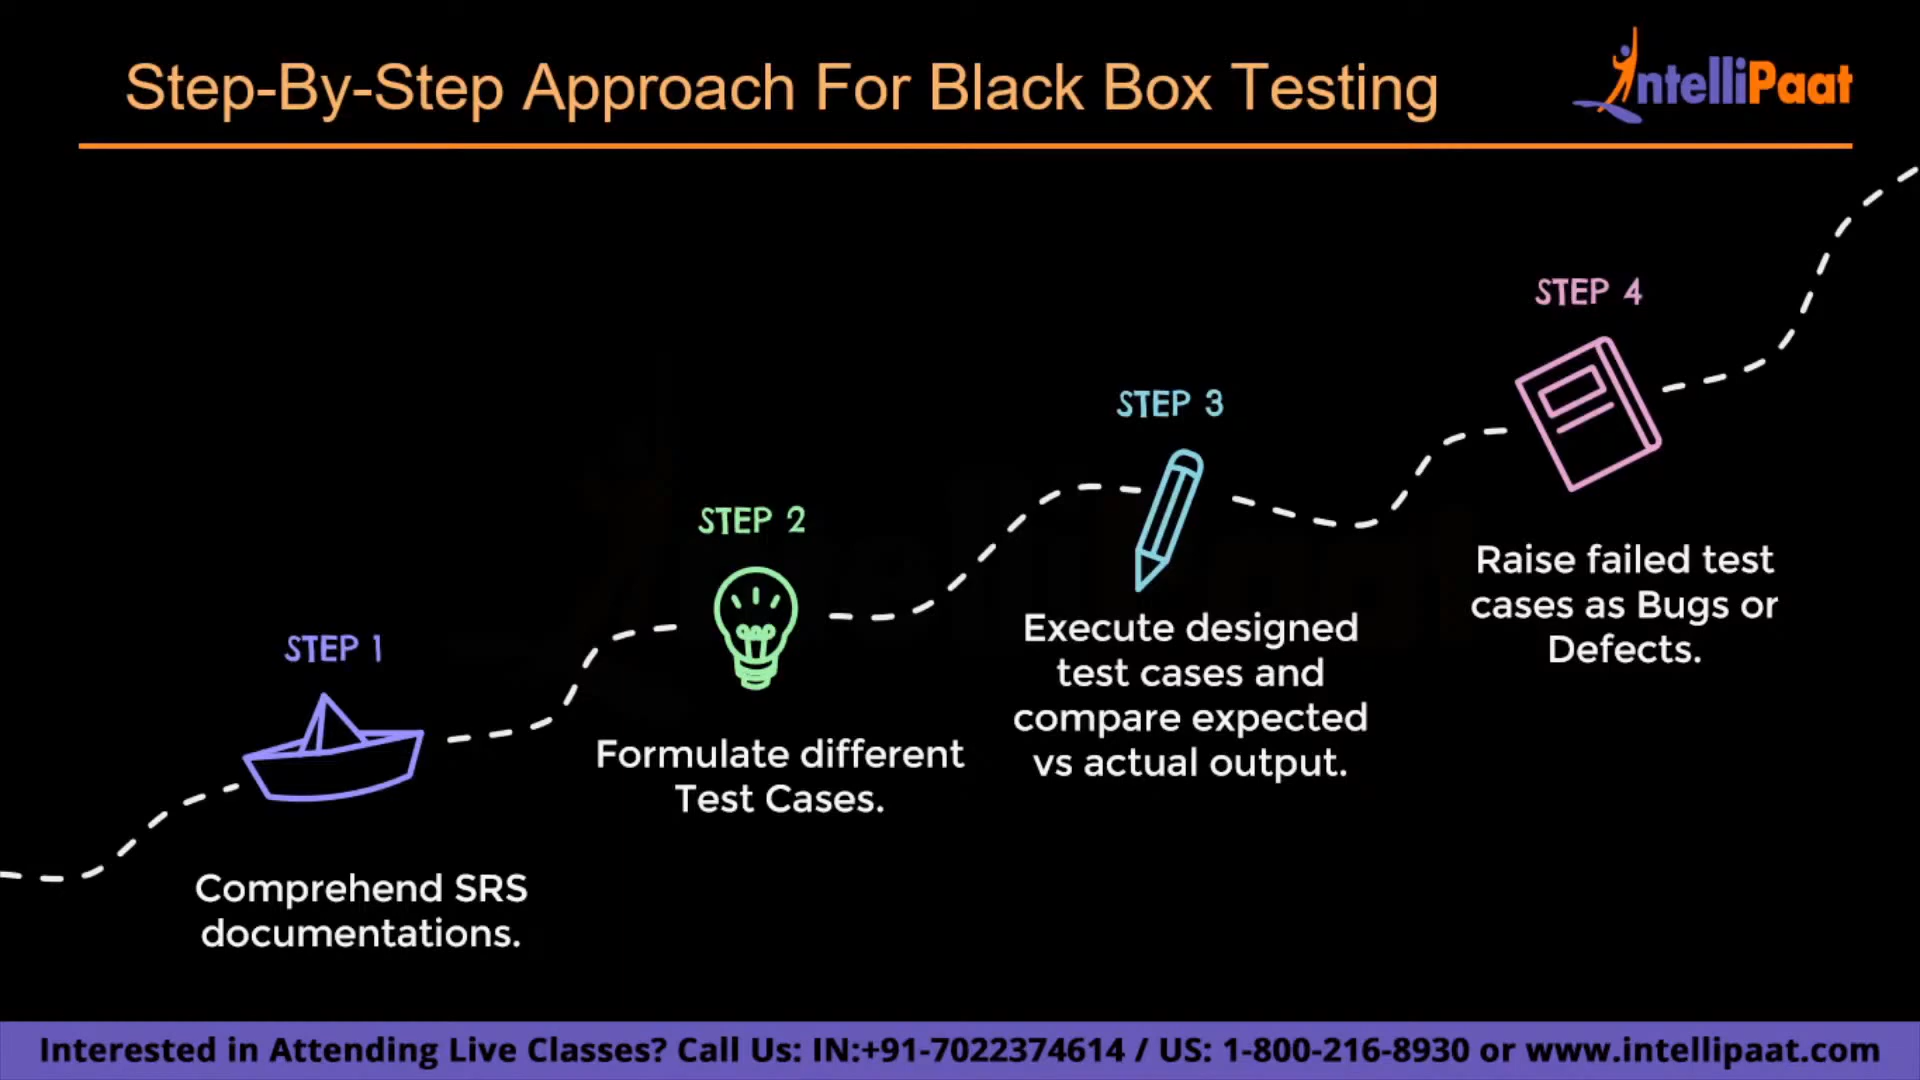 Step-By-Step Approach For Black Box Testing
IntelliPaat
STEP 1
Comprehend SRS
documentations.
STEP 2
Formulate different
Test Cases.
STEP 3
Execute designed
test cases and
compare expected
vs actual output.
STEP 4
Raise failed test
cases as Bugs or
Defects.
Interested in Attending Live Classes? Call Us: IN:+91-7022374614 / US: 1-800-216-8930 or www.intellipaat.com